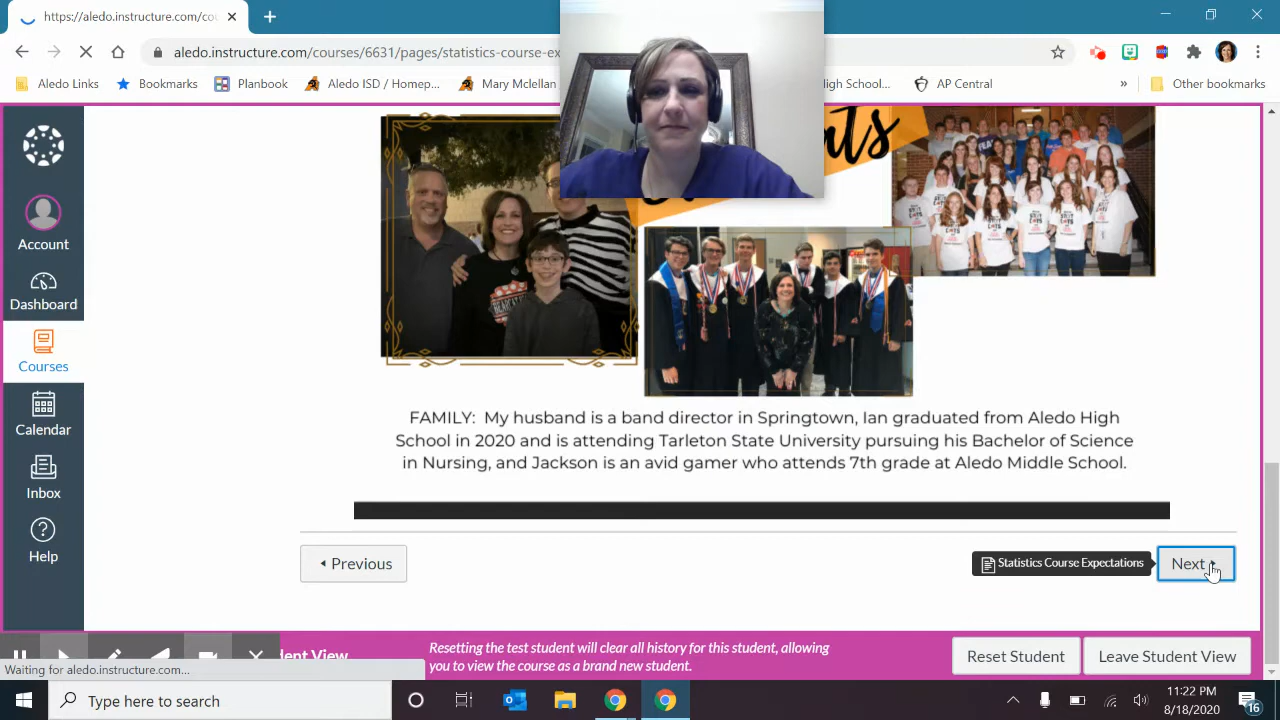 https://co
aledo.instructure.com/courses/6631/pages/statistics-course-ex
Aledo Links
Bookmarks
Planbook
Aledo ISD / Homep...
Mary Mclellan
High School...
AP Central
»
Other bookmarks
Account
Dashboard
Courses
Calendar
Inbox
Help
FAMILY: My husband is a band director in Springtown, Ian graduated from Aledo High
School in 2020 and is attending Tarleton State University pursuing his Bachelor of Science
in Nursing, and Jackson is an avid gamer who attends 7th grade at Aledo Middle School.
Previous
Statistics Course Expectations
Next
dent View
Resetting the test student will clear all history for this student, allowing
you to view the course as a brand new student.
Reset Student
Leave Student View
Waiting for aledo.instructure.com...
Type here to search
11:22 PM
8/18/2020
16